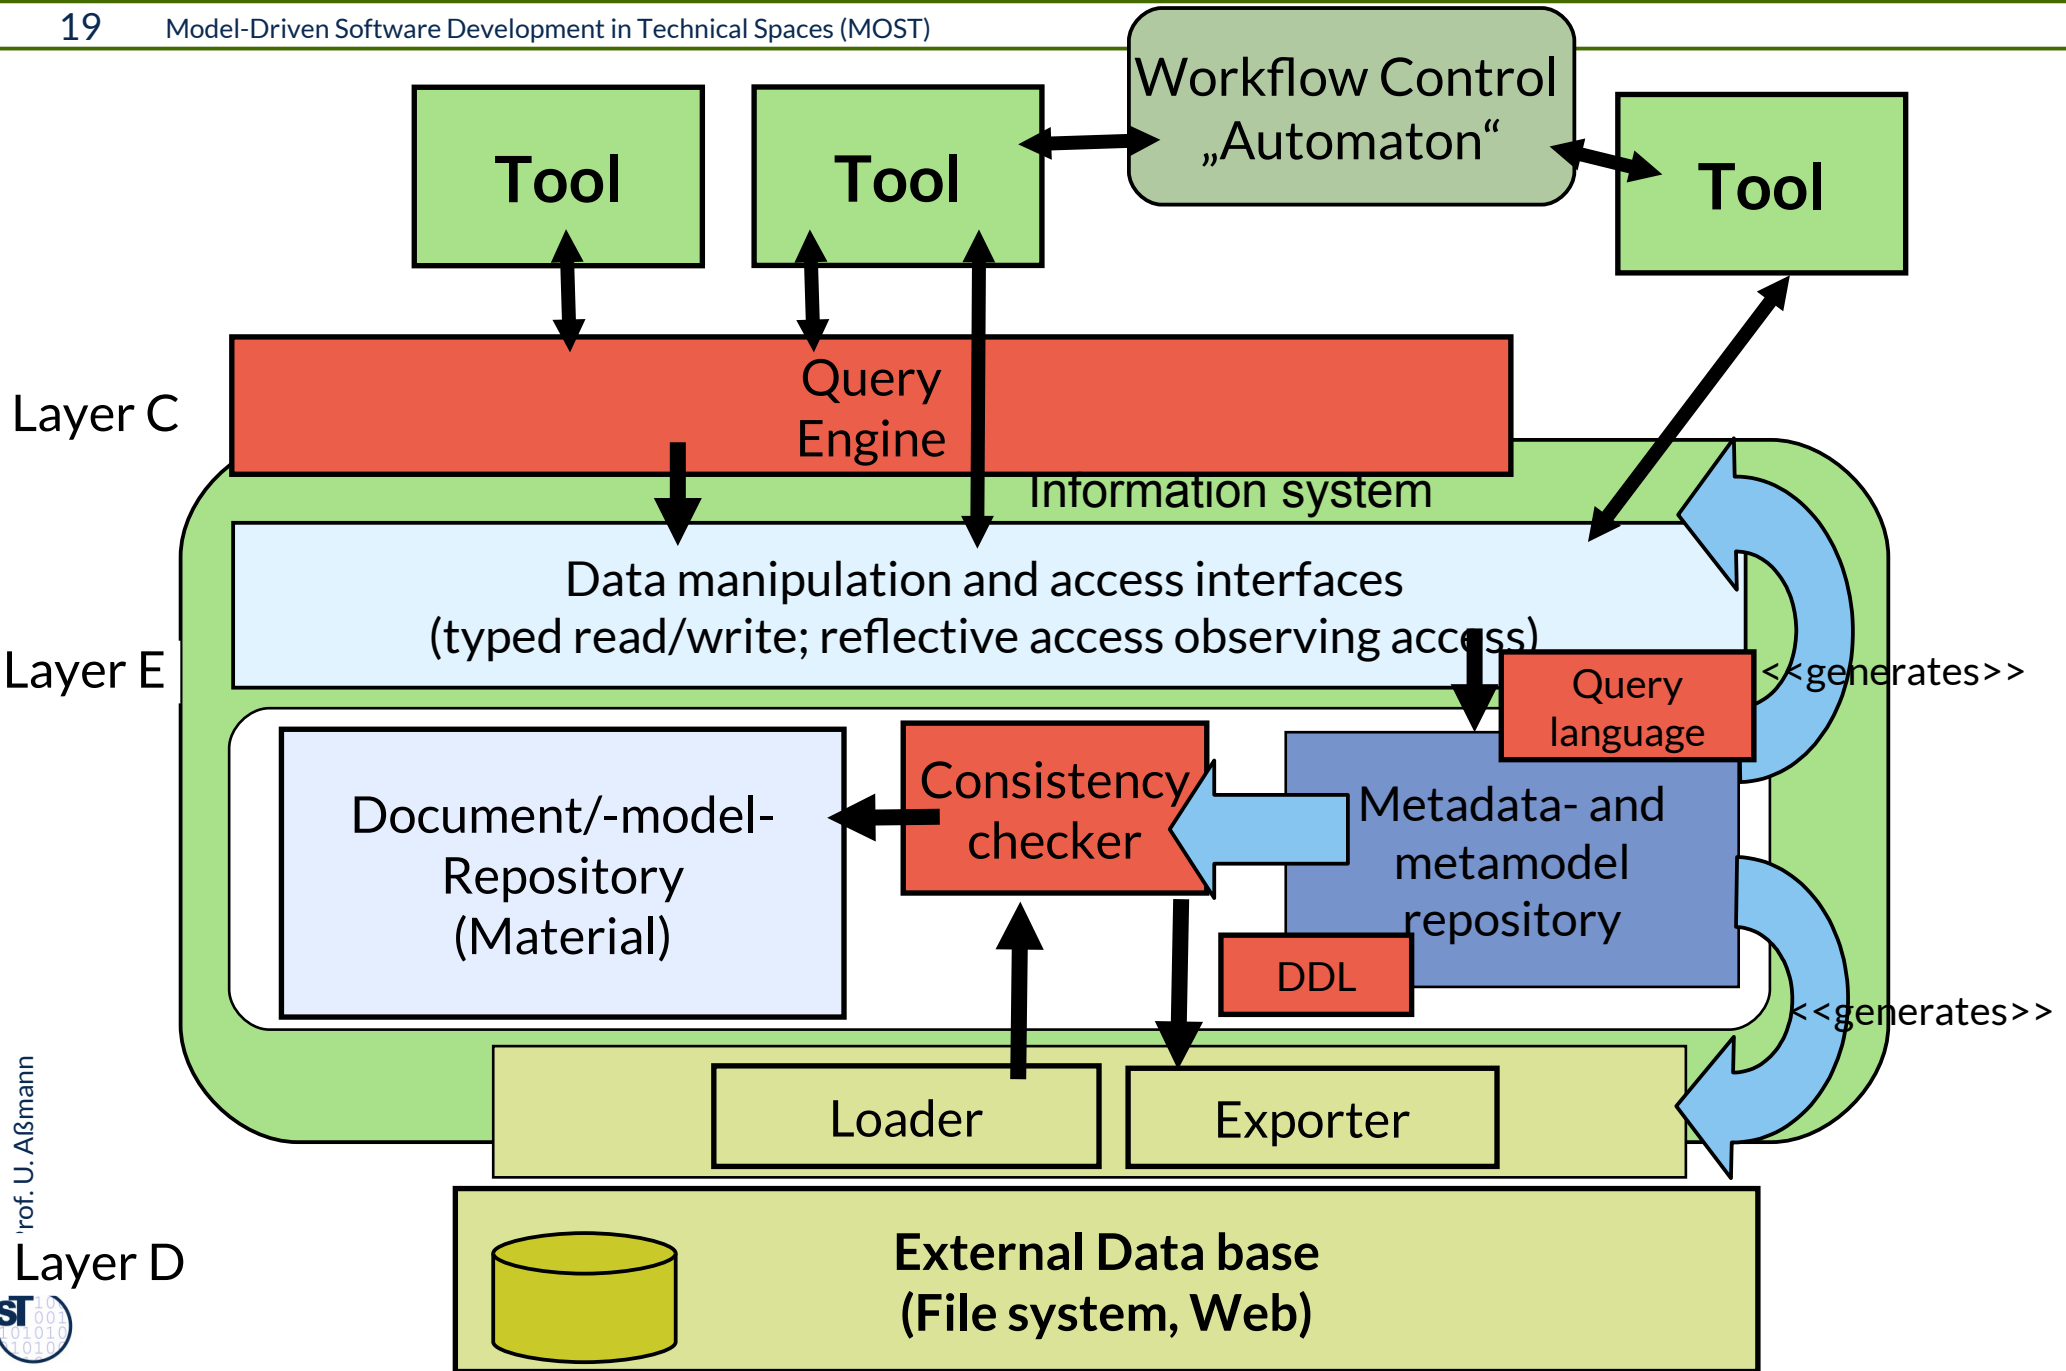 19
Model-Driven Software Development in Technical Spaces (MOST)
Workflow Control
„Automaton“
Tool
Tool
Tool
Layer C
Query
Engine
Information system
Data manipulation and access interfaces
(typed read/write; reflective access observing access)
Layer E
Query
language
<<generates>>
Document/-model-
Repository
(Material)
Consistency
checker
Metadata- and
metamodel
repository
DDL
<<generates>>
Loader
Exporter
rof. U. Aßmann
Layer D
External Data base
(File system, Web)
sT